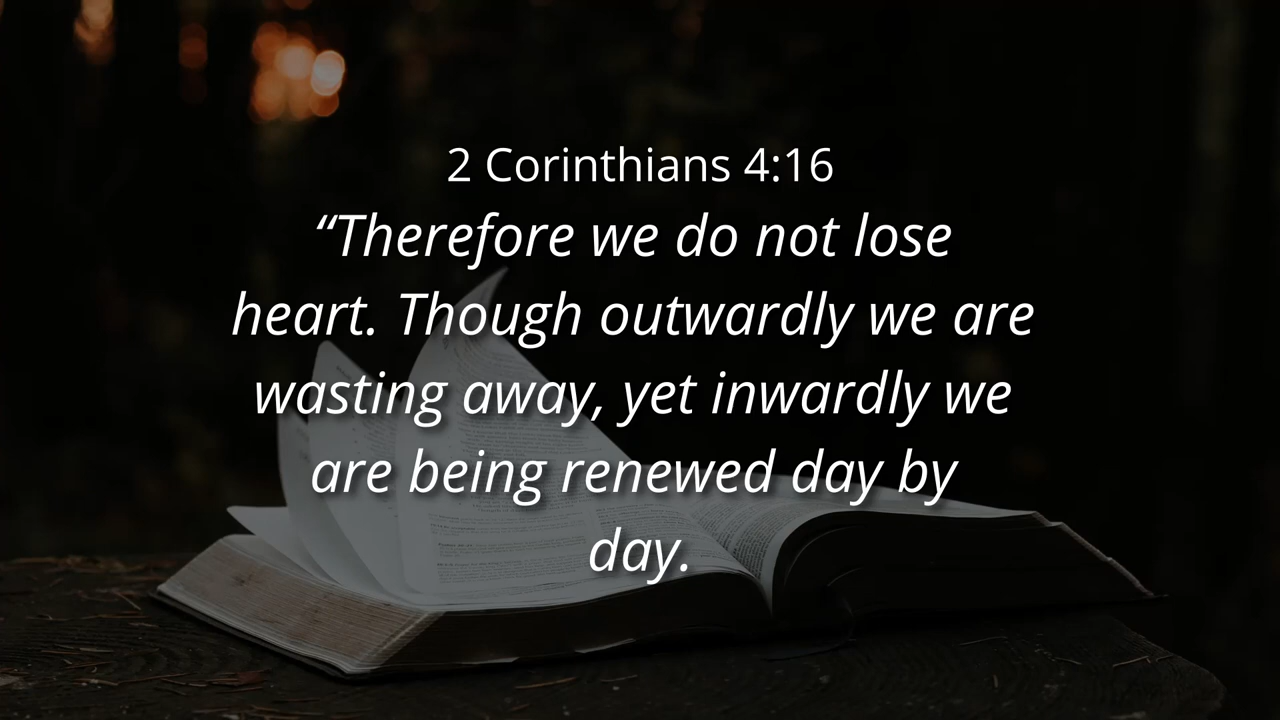 2 Corinthians 4:16
“Therefore we do not lose
heart. Though outwardly we are
wasting away, yet inwardly we
are being renewed day by
day.